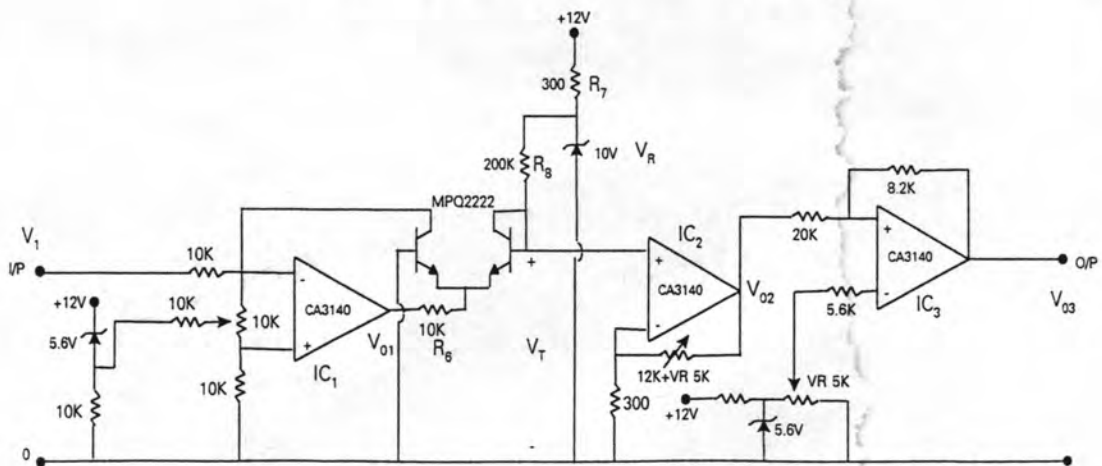 +12V
300
R7
200K
R8
10V
VR
MPQ2222
8.2K
V1
I/P
10K
+12V
10K
5.6V
10K
10K
10K
-
CA3140
+
IC1
V01
10K
R6
+
VT
-
IC2
+
CA3140
-
V02
12K+VR 5K
300
20K
+
CA3140
-
IC3
5.6K
O/P
V03
+12V
VR 5K
5.6V
0